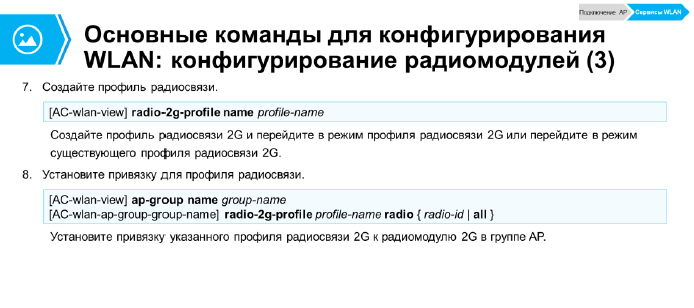 Подключение AP
Сервисы WLAN
Основные команды для конфигурирования
WLAN: конфигурирование радиомодулей (3)
7. Создайте профиль радиосвязи.
[AC-wlan-view] radio-2g-profile name profile-name
Создайте профиль радиосвязи 2G и перейдите в режим профиля радиосвязи 2G или перейдите в режим
существующего профиля радиосвязи 2G.
8. Установите привязку для профиля радиосвязи.
[AC-wlan-view] ap-group name group-name
[AC-wlan-ap-group-group-name] radio-2g-profile profile-name radio { radio-id | all }
Установите привязку указанного профиля радиосвязи 2G к радиомодулю 2G в группе AP.